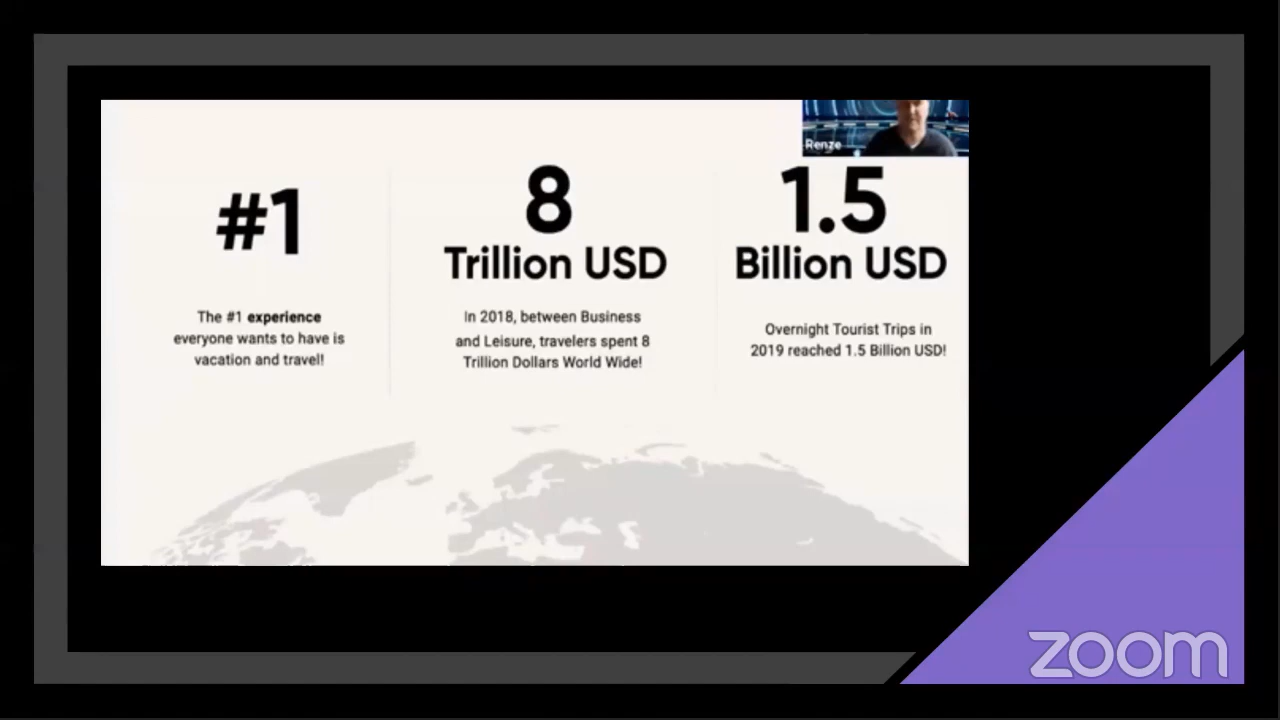 Renze
#1
The #1 experience
everyone wants to have is
vacation and travel!
8
Trillion USD
In 2018, between Business
and Leisure, travelers spent 8
Trillion Dollars World Wide!
1.5
Billion USD
Overnight Tourist Trips in
2019 reached 1.5 Billion USD!
zoom